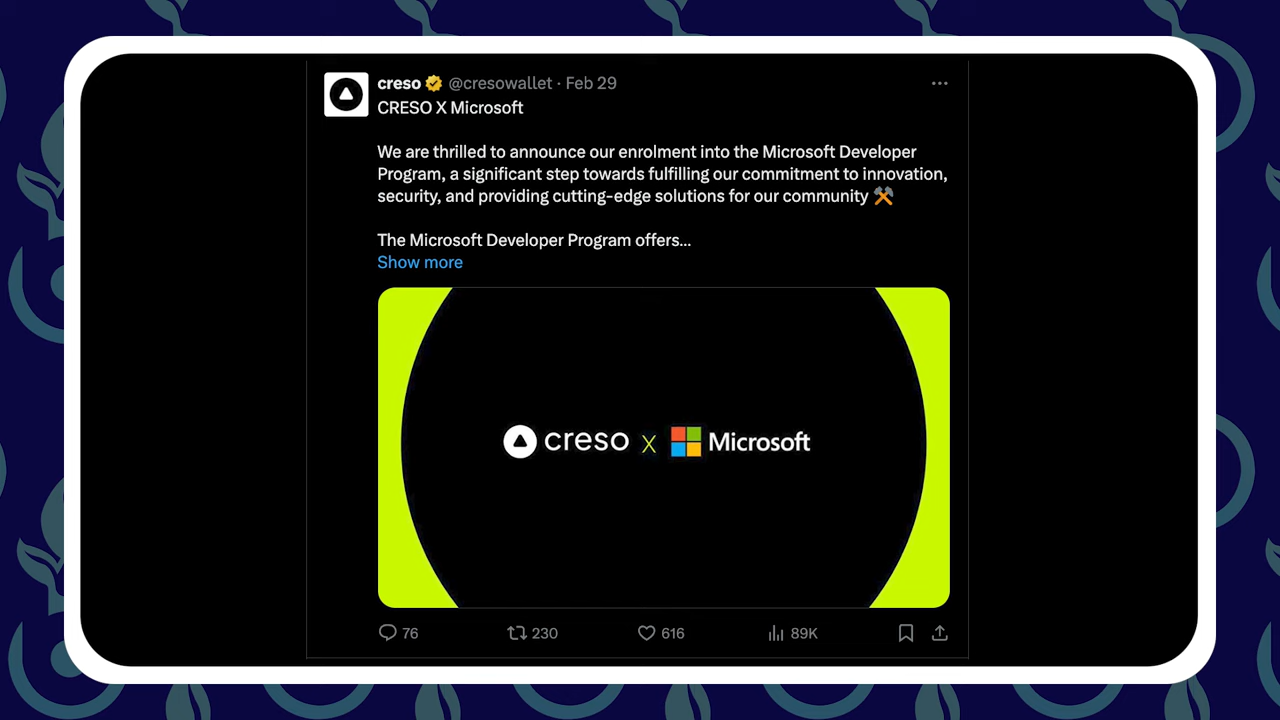 creso @cresowallet · Feb 29
CRESO X Microsoft
We are thrilled to announce our enrolment into the Microsoft Developer
Program, a significant step towards fulfilling our commitment to innovation,
security, and providing cutting-edge solutions for our community
The Microsoft Developer Program offers...
Show more
creso X Microsoft
76 230 616 89K